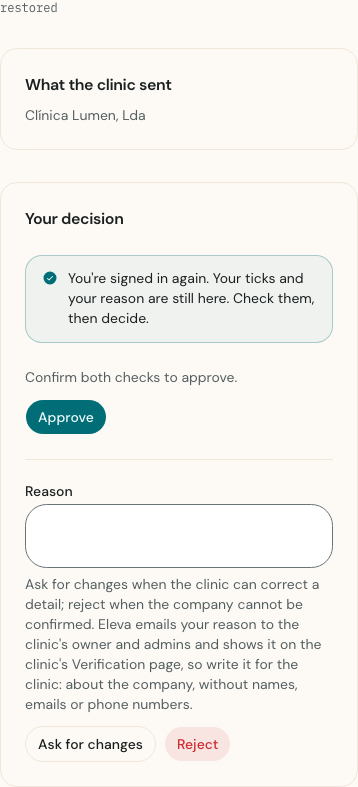 restored
What the clinic sent
Clínica Lumen, Lda
Your decision
You're signed in again. Your ticks and
your reason are still here. Check them,
then decide.
Confirm both checks to approve.
Approve
Reason
Ask for changes when the clinic can correct a
detail; reject when the company cannot be
confirmed. Eleva emails your reason to the
clinic's owner and admins and shows it on the
clinic's Verification page, so write it for the
clinic: about the company, without names,
emails or phone numbers.
Ask for changes
Reject